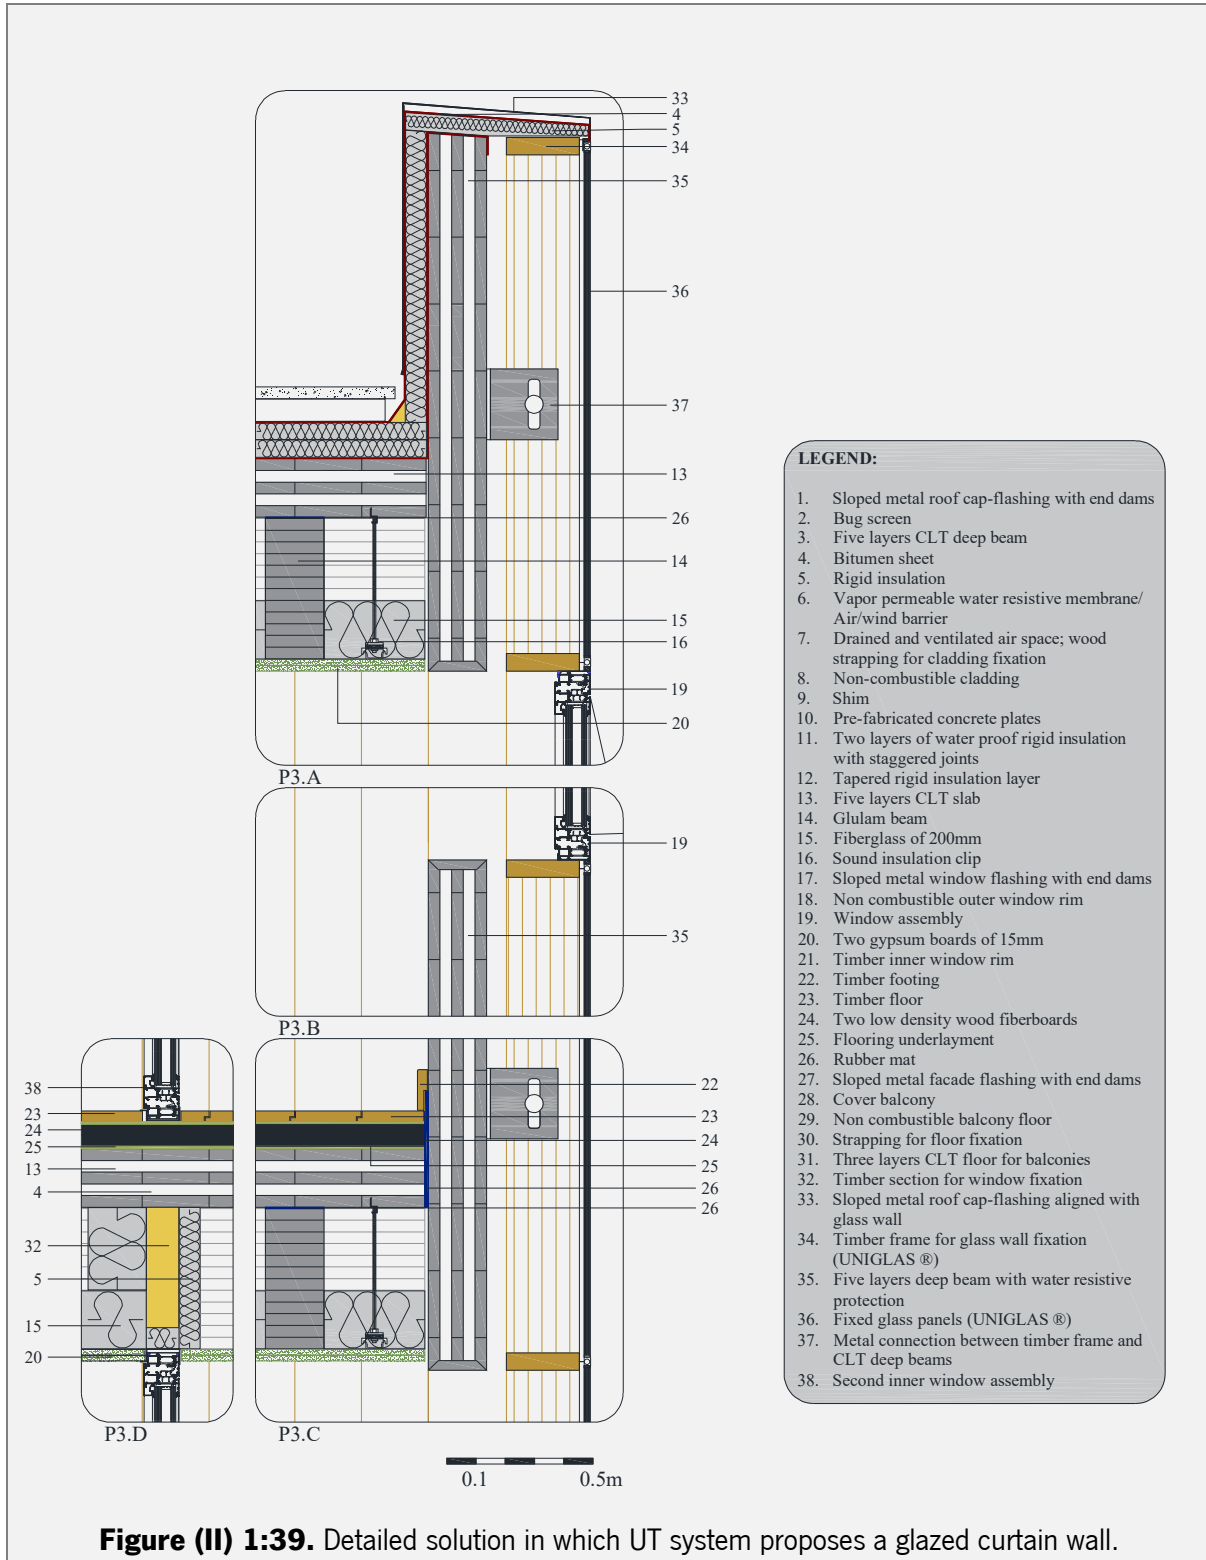 33
4
5
34
35
36
37
13
26
14
15
16
19
20
P3.A
19
35
P3.B
38
23
24
25
13
4
32
5
15
20
P3.D
22
23
24
25
26
26
P3.C
0.1 0.5m
LEGEND:
1. Sloped metal roof cap-flashing with end dams
2. Bug screen
3. Five layers CLT deep beam
4. Bitumen sheet
5. Rigid insulation
6. Vapor permeable water resistive membrane/
Air/wind barrier
7. Drained and ventilated air space; wood
strapping for cladding fixation
8. Non-combustible cladding
9. Shim
10. Pre-fabricated concrete plates
11. Two layers of water proof rigid insulation
with staggered joints
12. Tapered rigid insulation layer
13. Five layers CLT slab
14. Glulam beam
15. Fiberglass of 200mm
16. Sound insulation clip
17. Sloped metal window flashing with end dams
18. Non combustible outer window rim
19. Window assembly
20. Two gypsum boards of 15mm
21. Timber inner window rim
22. Timber footing
23. Timber floor
24. Two low density wood fiberboards
25. Flooring underlayment
26. Rubber mat
27. Sloped metal facade flashing with end dams
28. Cover balcony
29. Non combustible balcony floor
30. Strapping for floor fixation
31. Three layers CLT floor for balconies
32. Timber section for window fixation
33. Sloped metal roof cap-flashing aligned with
glass wall
34. Timber frame for glass wall fixation
(UNIGLAS ®)
35. Five layers deep beam with water resistive
protection
36. Fixed glass panels (UNIGLAS ®)
37. Metal connection between timber frame and
CLT deep beams
38. Second inner window assembly
Figure (II) 1:39. Detailed solution in which UT system proposes a glazed curtain wall.